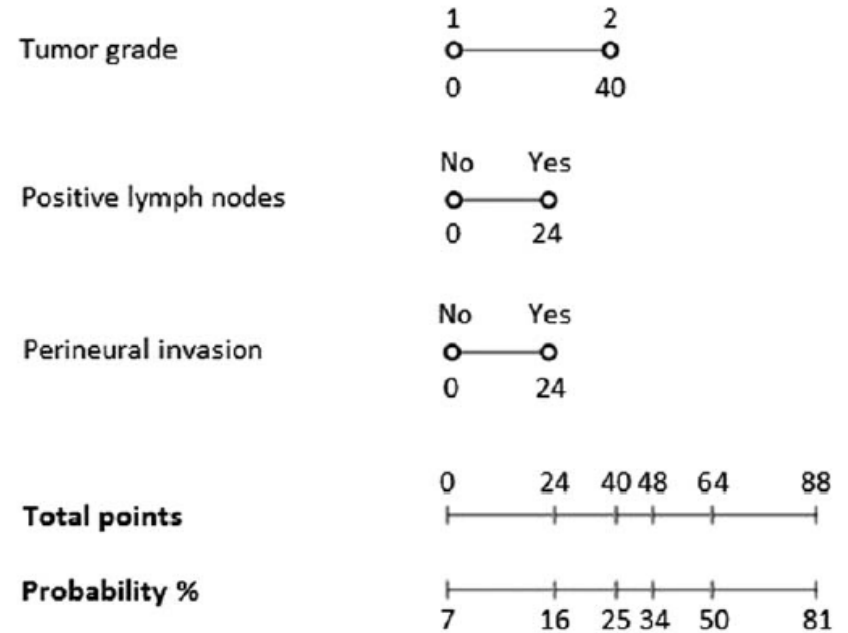 1 2
Tumor grade
0 40
No Yes
Positive lymph nodes
0 24
No Yes
Perineural invasion
0 24
0 24 40 48 64 88
Total points
Probability %
7 16 25 34 50 81